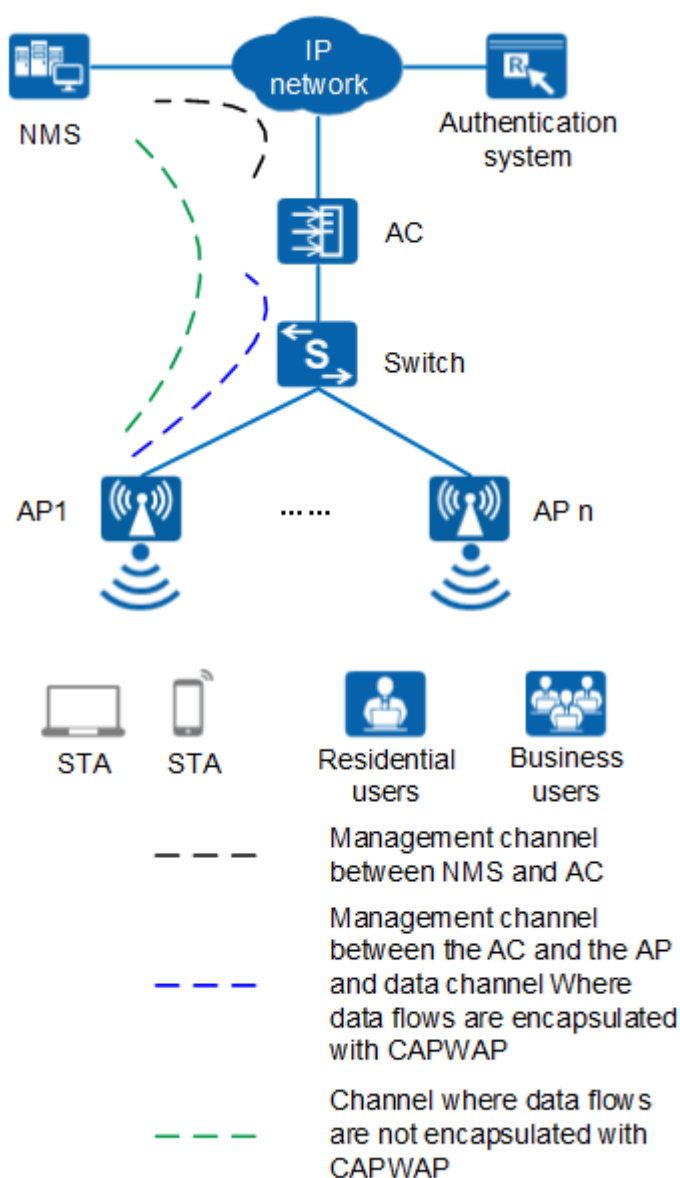 IP
network
NMS
Authentication
system
R
AC
S
Switch
AP1
... ...
AP n
STA
STA
Residential
users
Business
users
Management channel
between NMS and AC
Management channel
between the AC and the AP
and data channel Where
data flows are encapsulated
with CAPWAP
Channel where data flows
are not encapsulated with
CAPWAP